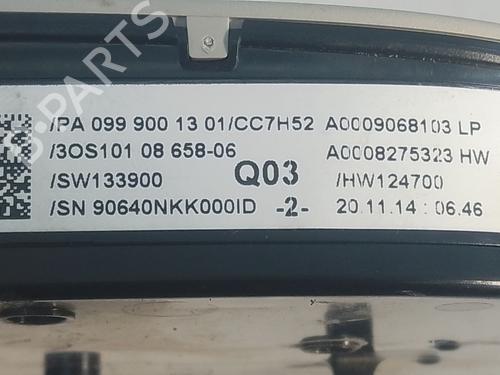 /PA 099 900 13 01/CC7H52 A0009068103 LP
/3OS101 08 658-06 A0008275323 HW
/SW133900 Q03 /HW124700
/SN 90640NKK000ID -2- 20.11.14 : 06.46
B-PARTS